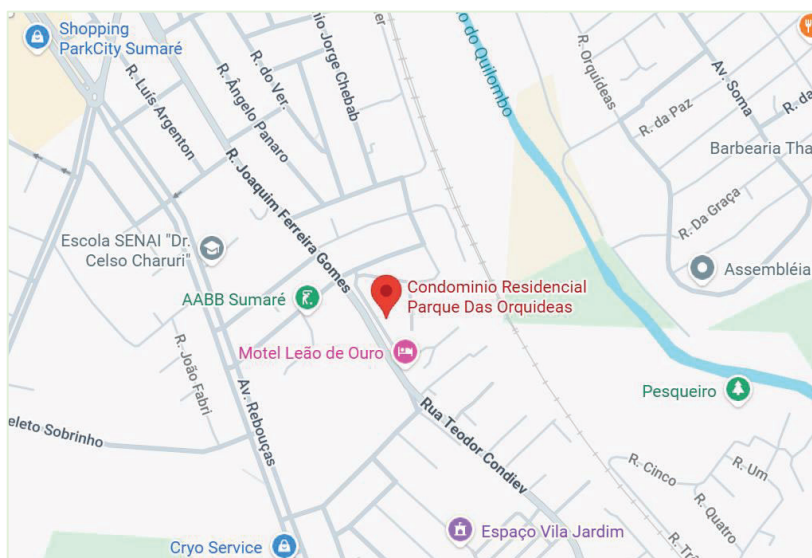 Shopping
ParkCity Sumaré
R. Luís Argenton
R. do Ver.
R. Ângelo Panaro
nio Jorge Chebab
o do Quilombo
R. Orquídeas
Av. Soma
R. da Paz
R. da
Barbearia Tha
R. Joaquim Ferreira Gomes
R. Da Graça
Escola SENAI "Dr.
Celso Charuri"
Assembléia
AABB Sumaré
Condominio Residencial
Parque Das Orquideas
Motel Leão de Ouro
R. João Fabri
Av. Rebouças
Pesqueiro
eleto Sobrinho
Rua Teodor Condiev
R. Cinco
R. Um
R. Quatro
R. Trê
Espaço Vila Jardim
Cryo Service